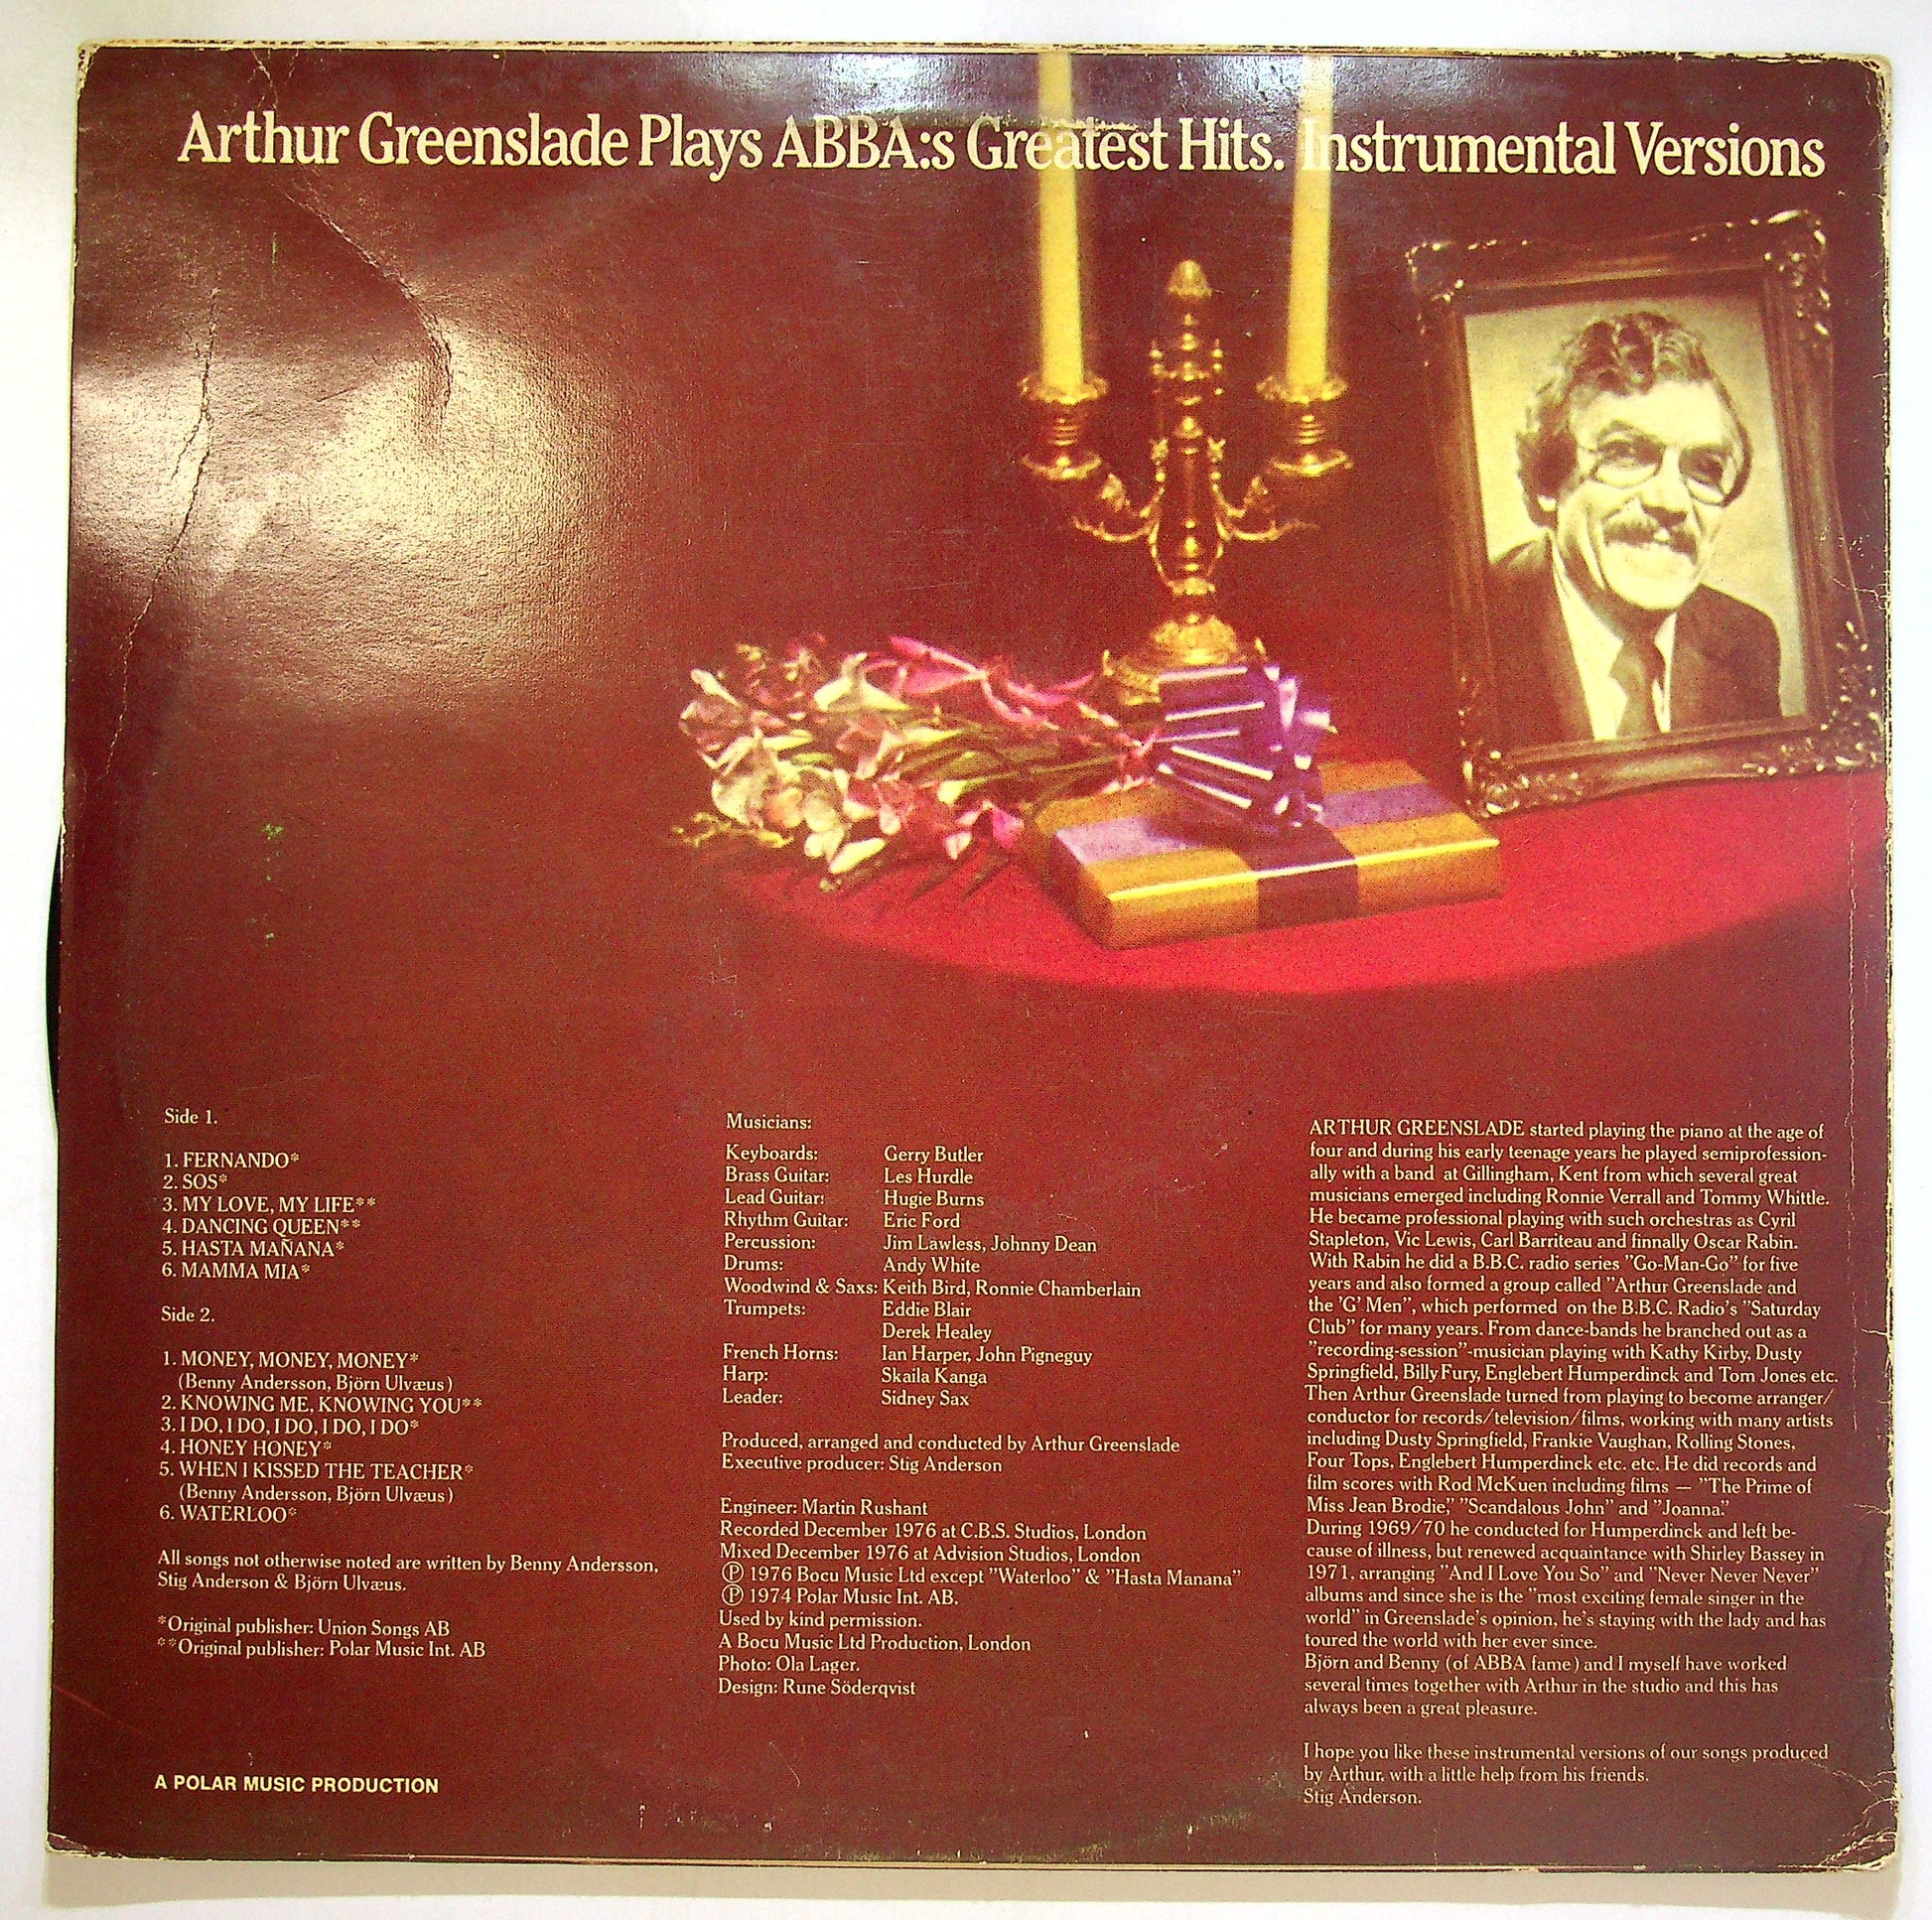 Arthur Greenslade Plays ABBA:s Greatest Hits. Instrumental Versions
Side 1.
1. FERNANDO*
2. SOS*
3. MY LOVE, MY LIFE**
4. DANCING QUEEN**
5. HASTA MAÑANA*
6. MAMMA MIA*
Side 2.
1. MONEY, MONEY, MONEY*
(Benny Andersson, Björn Ulvæus)
2. KNOWING ME, KNOWING YOU**
3. I DO, I DO, I DO, I DO, I DO*
4. HONEY HONEY*
5. WHEN I KISSED THE TEACHER*
(Benny Andersson, Björn Ulvæus)
6. WATERLOO*
All songs not otherwise noted are written by Benny Andersson,
Stig Anderson & Björn Ulvæus.
*Original publisher: Union Songs AB
**Original publisher: Polar Music Int. AB
A POLAR MUSIC PRODUCTION
Musicians:
Keyboards: Gerry Butler
Brass Guitar: Les Hurdle
Lead Guitar: Hugie Burns
Rhythm Guitar: Eric Ford
Percussion: Jim Lawless, Johnny Dean
Drums: Andy White
Woodwind & Saxs: Keith Bird, Ronnie Chamberlain
Trumpets: Eddie Blair
Derek Healey
French Horns: Ian Harper, John Pigneguy
Harp: Skaila Kanga
Leader: Sidney Sax
Produced, arranged and conducted by Arthur Greenslade
Executive producer: Stig Anderson
Engineer: Martin Rushant
Recorded December 1976 at C.B.S. Studios, London
Mixed December 1976 at Advision Studios, London
Ⓟ 1976 Bocu Music Ltd except "Waterloo" & "Hasta Manana"
Ⓟ 1974 Polar Music Int. AB.
Used by kind permission.
A Bocu Music Ltd Production, London
Photo: Ola Lager.
Design: Rune Söderqvist
ARTHUR GREENSLADE started playing the piano at the age of
four and during his early teenage years he played semiprofession-
ally with a band at Gillingham, Kent from which several great
musicians emerged including Ronnie Verrall and Tommy Whittle.
He became professional playing with such orchestras as Cyril
Stapleton, Vic Lewis, Carl Barriteau and finnally Oscar Rabin.
With Rabin he did a B.B.C. radio series "Go-Man-Go" for five
years and also formed a group called "Arthur Greenslade and
the 'G' Men", which performed on the B.B.C. Radio's "Saturday
Club" for many years. From dance-bands he branched out as a
"recording-session"-musician playing with Kathy Kirby, Dusty
Springfield, Billy Fury, Englebert Humperdinck and Tom Jones etc.
Then Arthur Greenslade turned from playing to become arranger/
conductor for records/television/films, working with many artists
including Dusty Springfield, Frankie Vaughan, Rolling Stones,
Four Tops, Englebert Humperdinck etc. etc. He did records and
film scores with Rod McKuen including films — "The Prime of
Miss Jean Brodie," "Scandalous John" and "Joanna."
During 1969/70 he conducted for Humperdinck and left be-
cause of illness, but renewed acquaintance with Shirley Bassey in
1971, arranging "And I Love You So" and "Never Never Never"
albums and since she is the "most exciting female singer in the
world" in Greenslade's opinion, he's staying with the lady and has
toured the world with her ever since.
Björn and Benny (of ABBA fame) and I myself have worked
several times together with Arthur in the studio and this has
always been a great pleasure.
I hope you like these instrumental versions of our songs produced
by Arthur. with a little help from his friends.
Stig Anderson.